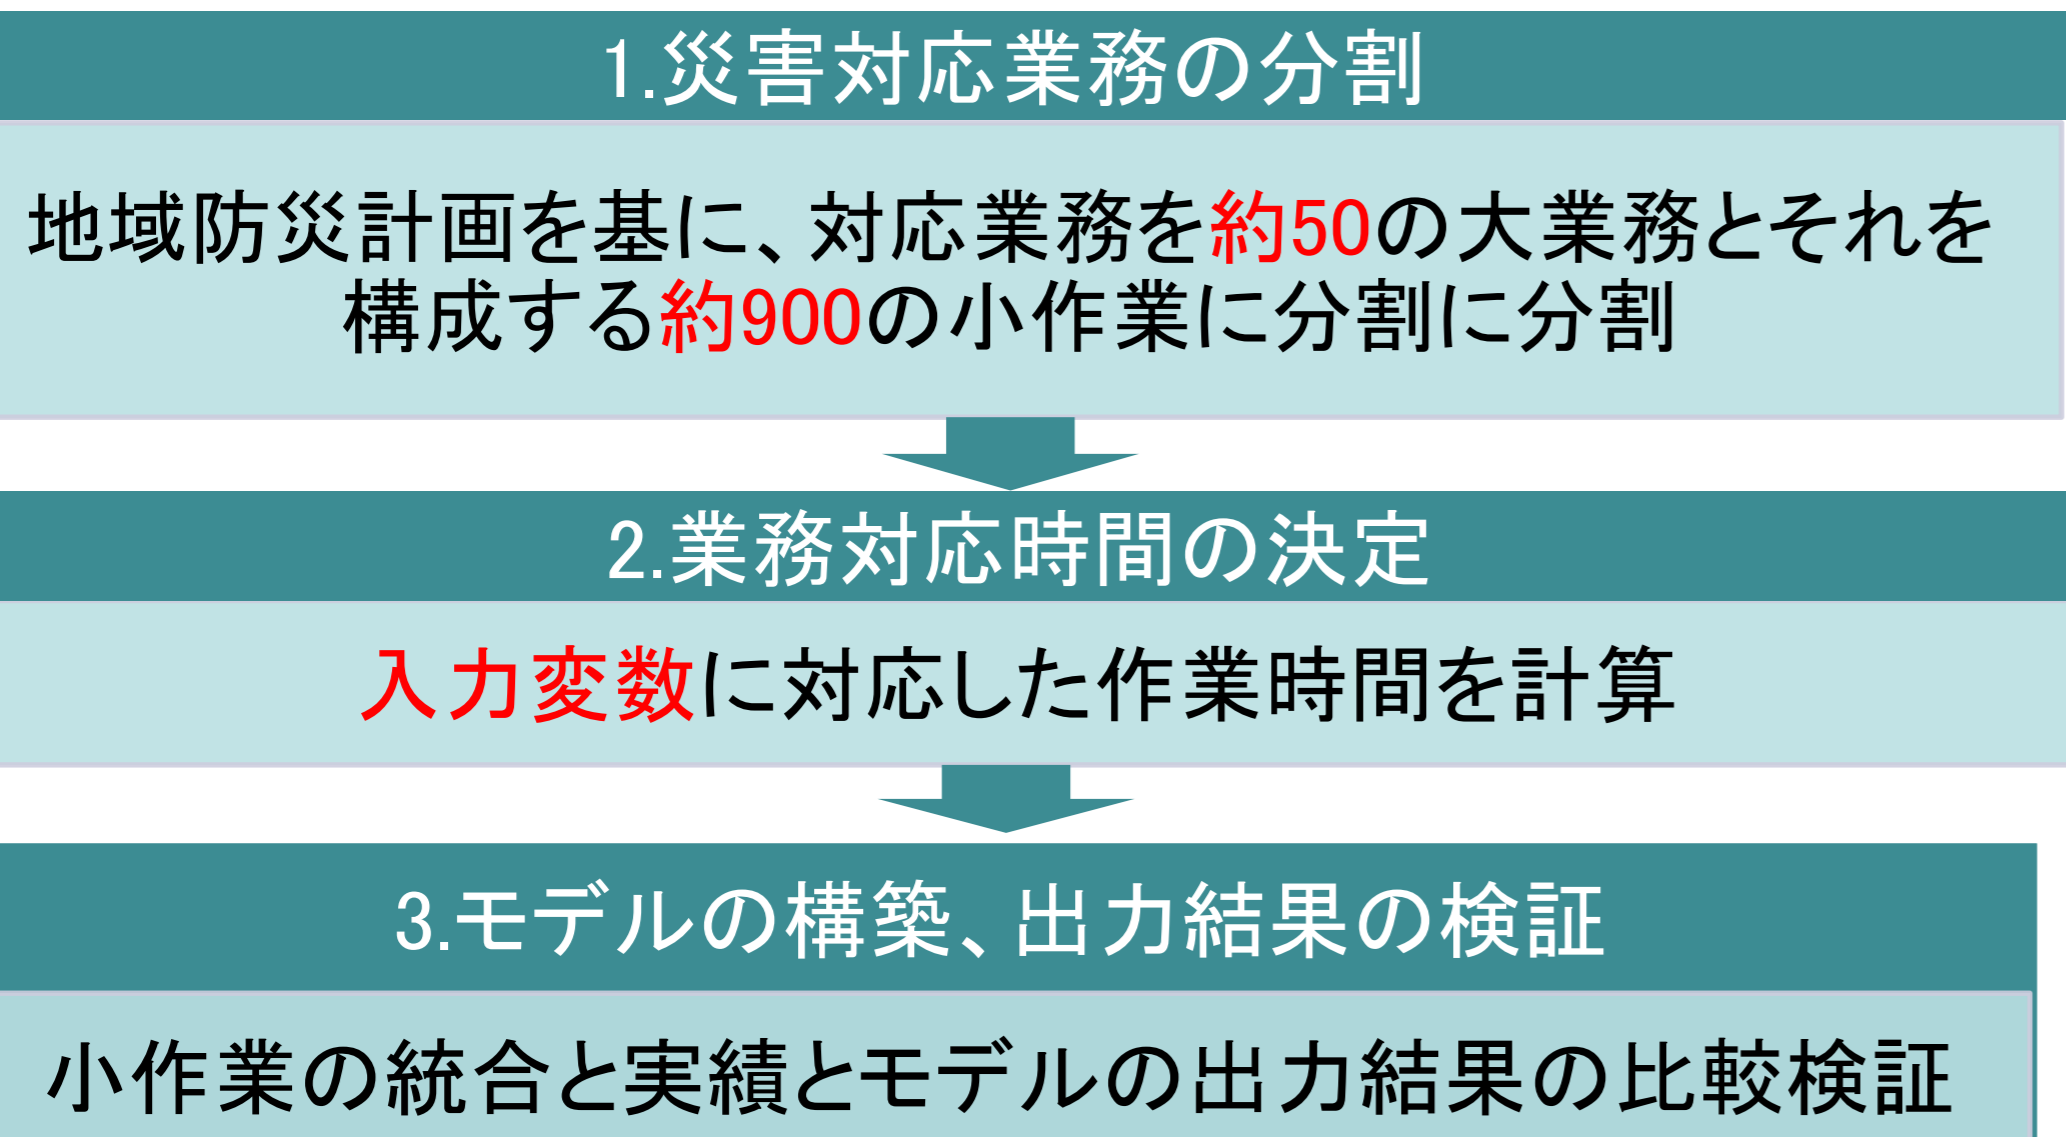 1.災害対応業務の分割
地域防災計画を基に、対応業務を約50の大業務とそれを
構成する約900の小作業に分割に分割
2.業務対応時間の決定
入力変数に対応した作業時間を計算
3.モデルの構築、出力結果の検証
小作業の統合と実績とモデルの出力結果の比較検証